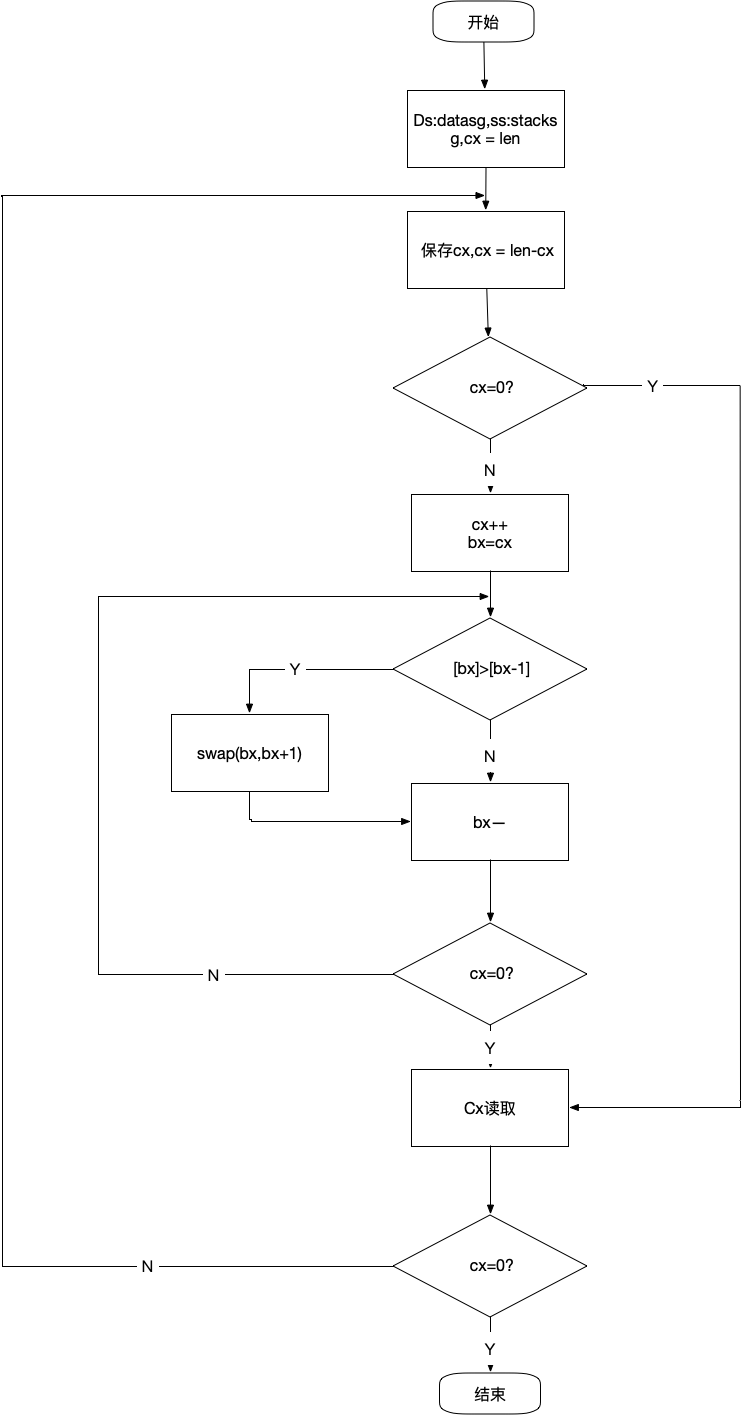 开始
Ds:datasg,ss:stacks
g,cx = len
保存cx,cx = len-cx
cx=0?
Y
N
cx++
bx=cx
[bx]>[bx-1]
Y
swap(bx,bx+1)
N
bx—
cx=0?
N
Y
Cx读取
cx=0?
N
Y
结束